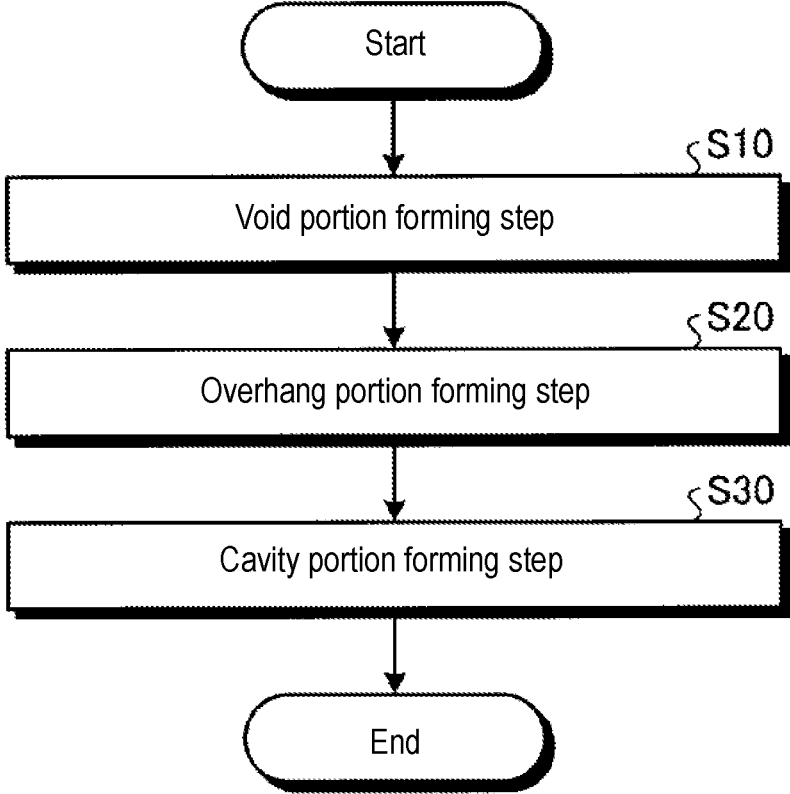 Start
S10
Void portion forming step
S20
Overhang portion forming step
S30
Cavity portion forming step
End